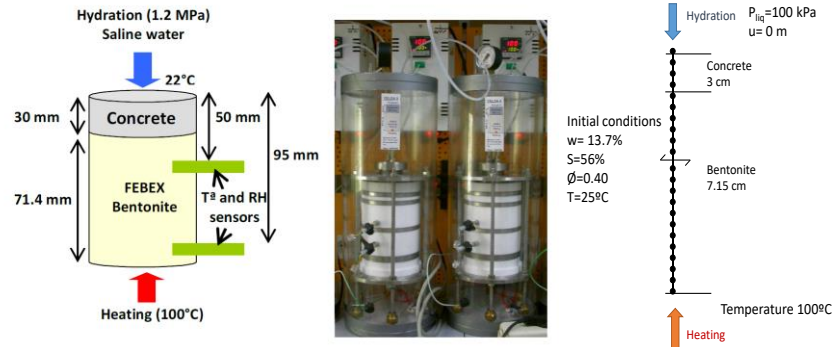 Hydration (1.2 MPa)
Saline water
22°C
30 mm
Concrete
50 mm
95 mm
71.4 mm
FEBEX
Bentonite
Tª and RH
sensors
Heating (100°C)
Hydration
P liq=100 kPa
u= 0 m
Concrete
3 cm
Initial conditions
w= 13.7%
S=56%
Ø=0.40
T=25ºC
Bentonite
7.15 cm
Temperature 100ºC
Heating